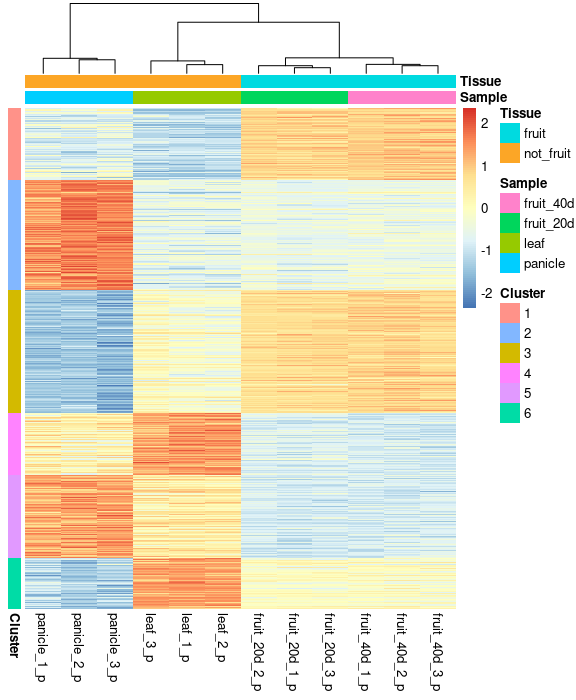 Tissue
Sample
2
1
0
-1
-2
Tissue
fruit
not_fruit
Sample
fruit_40d
fruit_20d
leaf
panicle
Cluster
1
2
3
4
5
6
Cluster
panicle_1_p
panicle_2_p
panicle_3_p
leaf_3_p
leaf_1_p
leaf_2_p
fruit_20d_2_p
fruit_20d_1_p
fruit_20d_3_p
fruit_40d_1_p
fruit_40d_2_p
fruit_40d_3_p